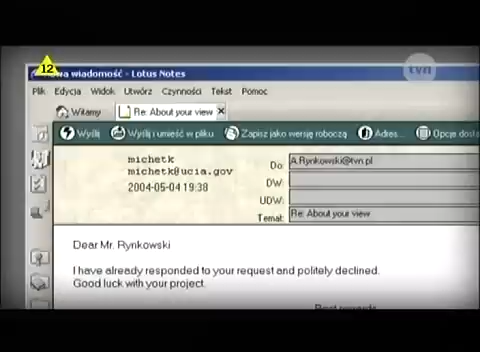 12
wa wiadomość - Lotus Notes
tvn
Plik Edycja Widok Utwórz Czynności Tekst Pomoc
Witamy Re: About your view
Wyślij Wyślij i umieść w pliku Zapisz jako wersję roboczą Adres... Opcje dosta
michetk
michetk@ucia.gov
2004-05-04 19:38
Do: A.Rynkowski@tvn.pl
DW:
UDW:
Temat: Re: About your view
Dear Mr. Rynkowski
I have already responded to your request and politely declined.
Good luck with your project.